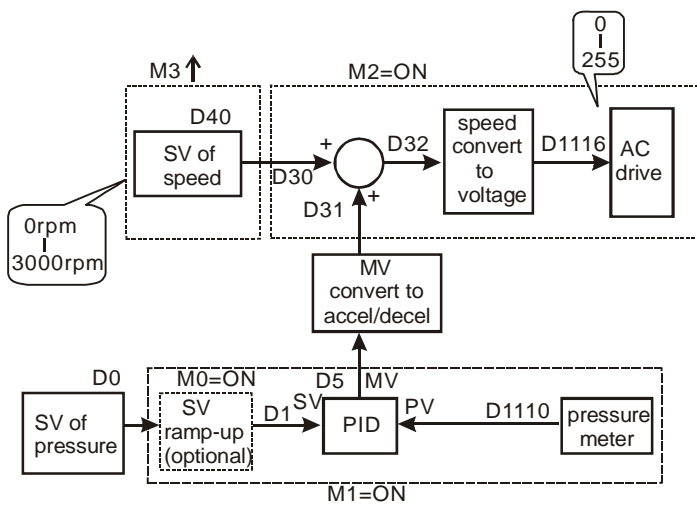 0
255
M3
M2=ON
D40
SV of
speed
+
D30
D32
D31
+
speed
convert
to
voltage
D1116
AC
drive
0rpm
3000rpm
MV
convert to
accel/decel
D0
SV of
pressure
M0=ON
SV
ramp-up
(optional)
D1
SV
D5
MV
PID
PV
D1110
pressure
meter
M1=ON